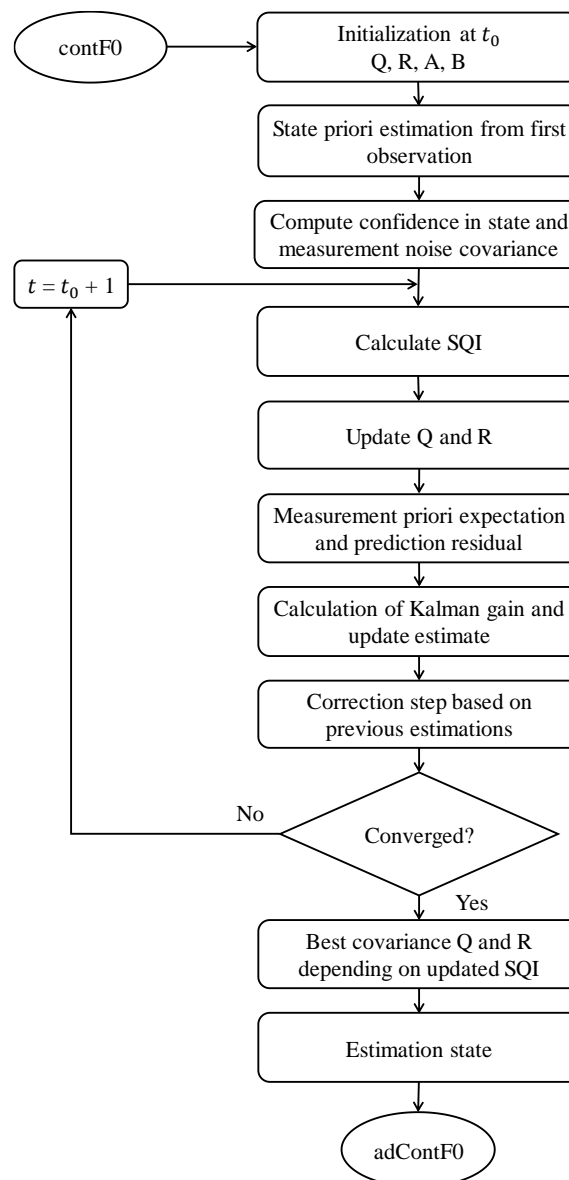 contF0
Initialization at t₀
Q, R, A, B
State priori estimation from first
observation
Compute confidence in state and
measurement noise covariance
t = t₀ + 1
Calculate SQI
Update Q and R
Measurement priori expectation
and prediction residual
Calculation of Kalman gain and
update estimate
Correction step based on
previous estimations
No
Converged?
Yes
Best covariance Q and R
depending on updated SQI
Estimation state
adContF0